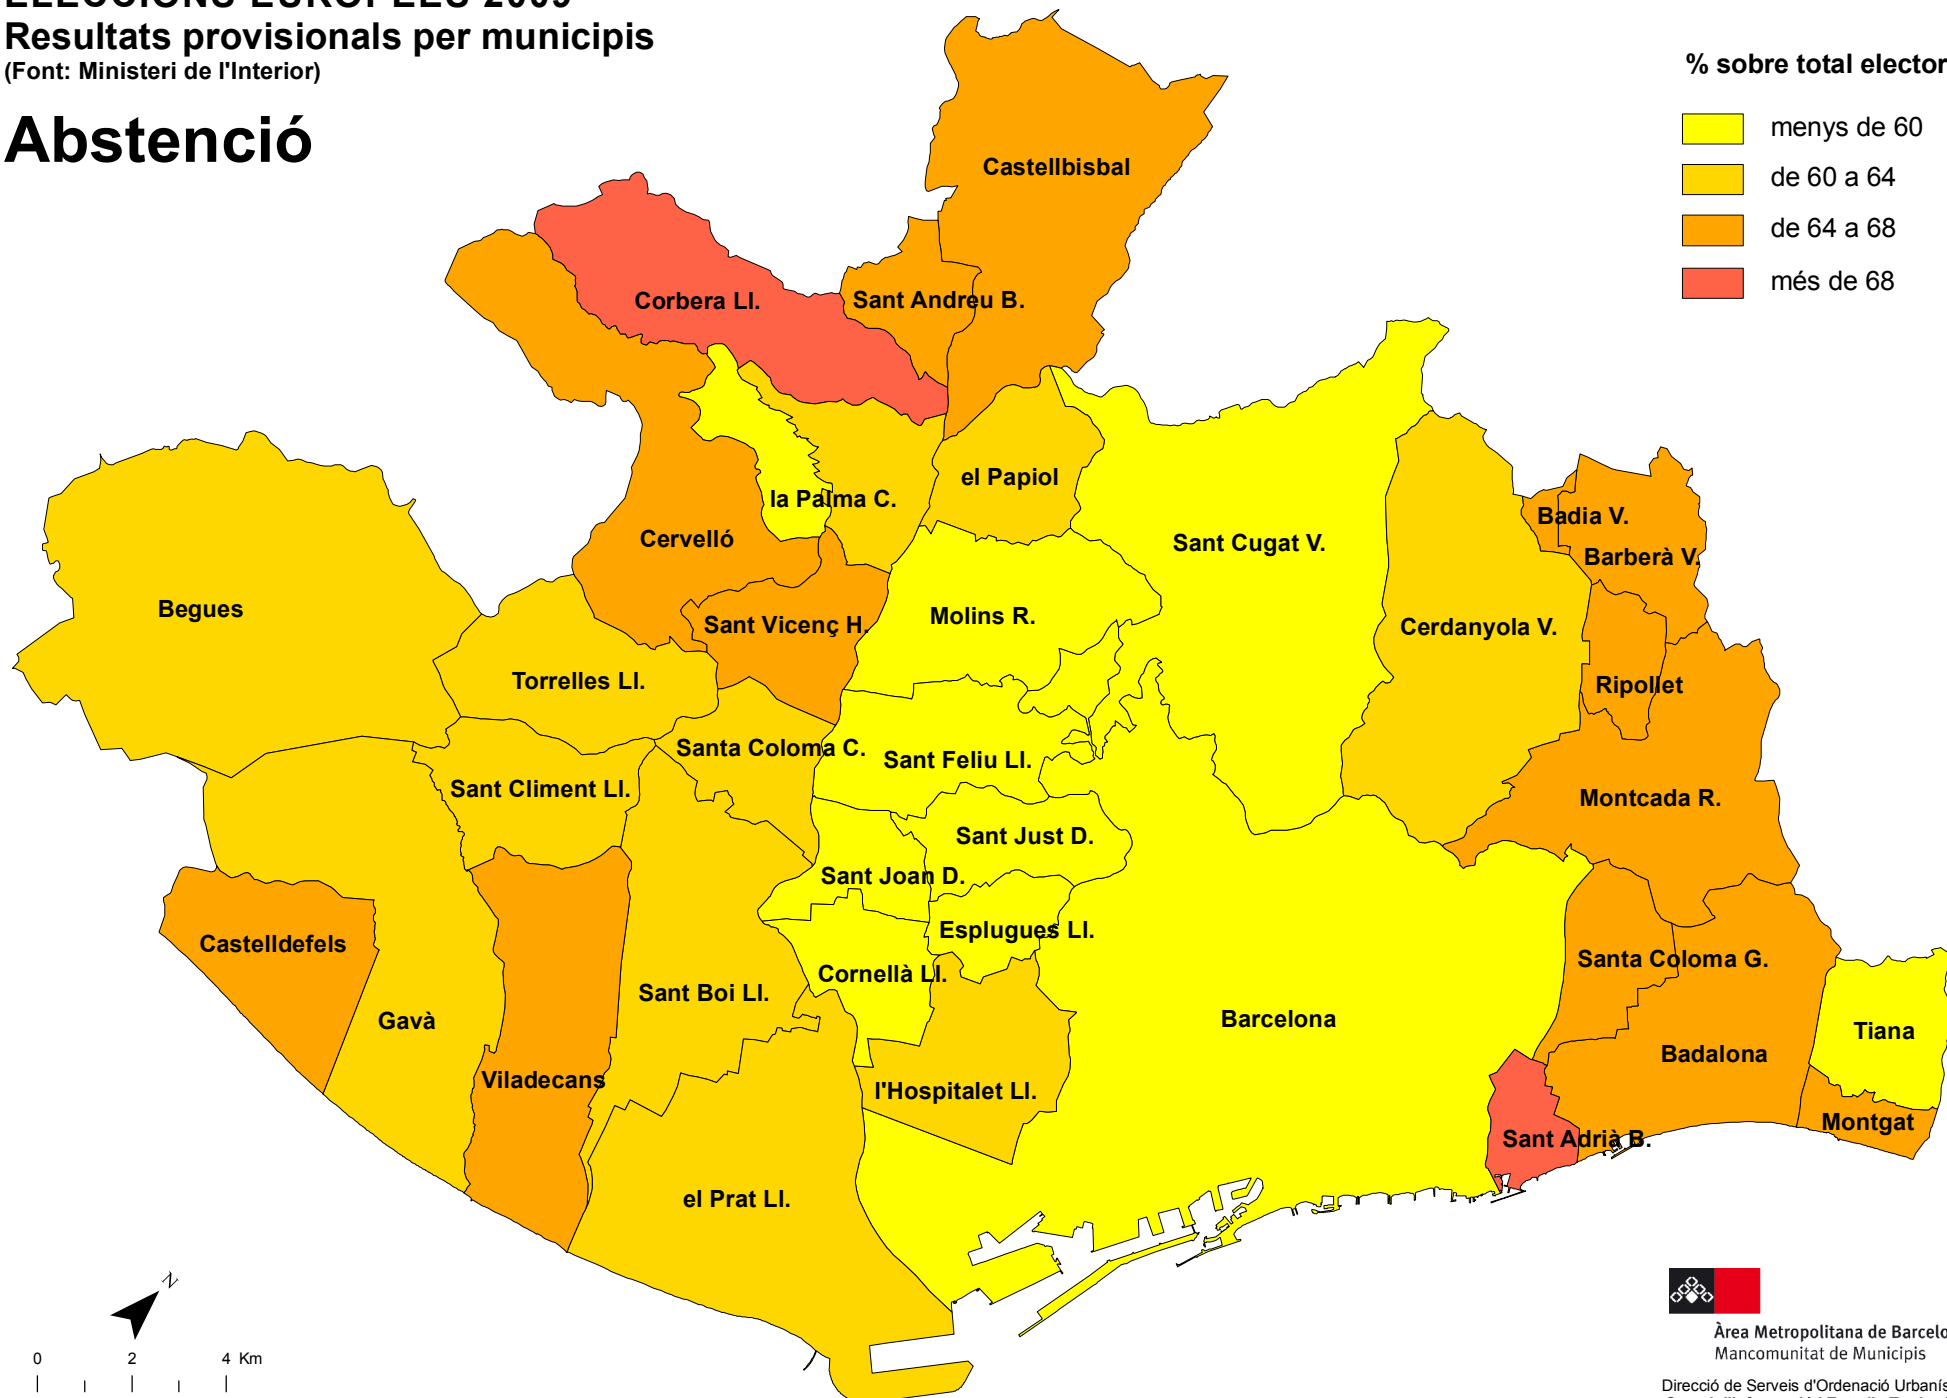 ELECCIONS EUROPEES 2009
Resultats provisionals per municipis
(Font: Ministeri de l'Interior)
Abstenció
% sobre total elector
menys de 60
de 60 a 64
de 64 a 68
més de 68
Castellbisbal
Corbera Ll.
Sant Andreu B.
el Papiol
la Palma C.
Cervelló
Sant Cugat V.
Badia V.
Barberà V.
Begues
Molins R.
Sant Vicenç H.
Cerdanyola V.
Torrelles Ll.
Ripollet
Santa Coloma C.
Sant Feliu Ll.
Sant Climent Ll.
Montcada R.
Sant Just D.
Sant Joan D.
Esplugues Ll.
Castelldefels
Santa Coloma G.
Cornellà Ll.
Sant Boi Ll.
Gavà
Barcelona
Tiana
Badalona
Viladecans
l'Hospitalet Ll.
Montgat
Sant Adrià B.
el Prat Ll.
N
0 2 4 Km
Àrea Metropolitana de Barcelo
Mancomunitat de Municipis
Direcció de Serveis d'Ordenació Urbanís